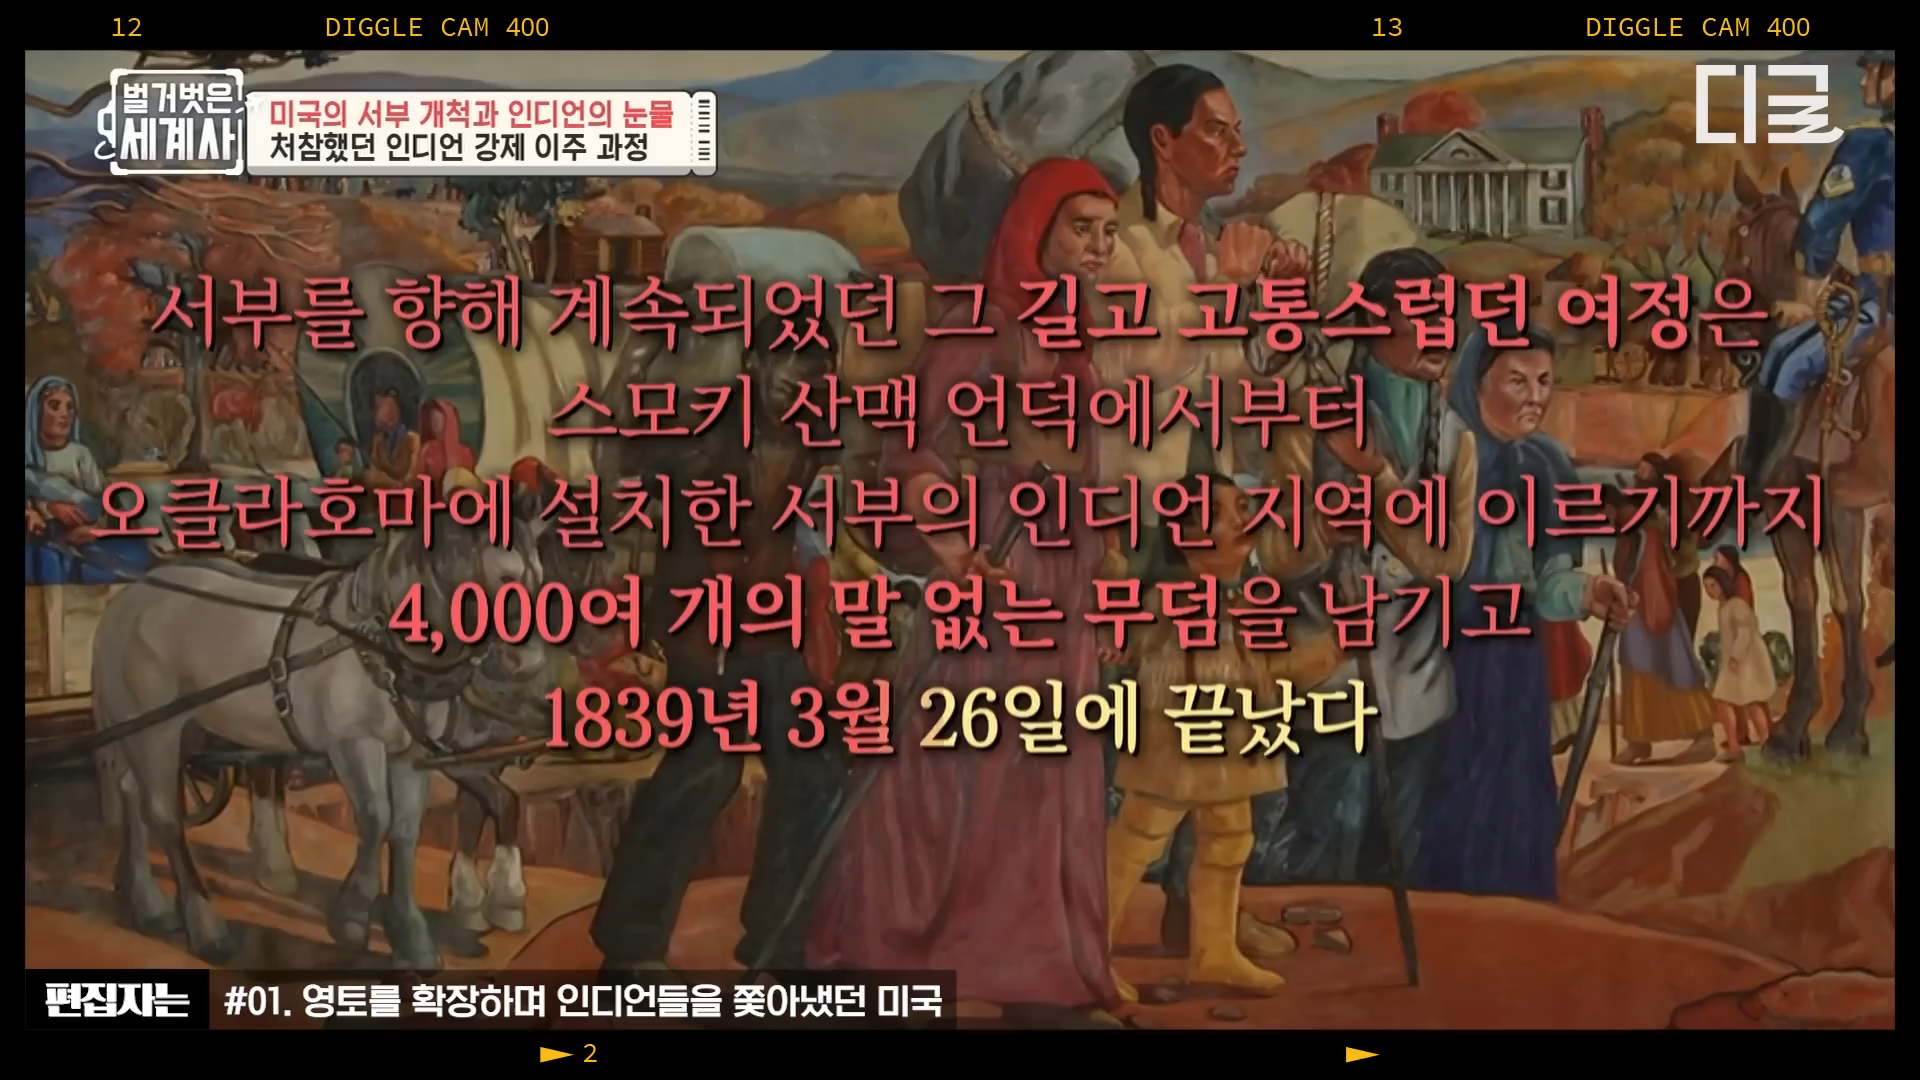 12
DIGGLE CAM 400
13
DIGGLE CAM 400
벌거벗은
세계사
미국의 서부 개척과 인디언의 눈물
처참했던 인디언 강제 이주 과정
디글
서부를 향해 계속되었던 그 길고 고통스럽던 여정은
스모키 산맥 언덕에서부터
오클라호마에 설치한 서부의 인디언 지역에 이르기까지
4,000여 개의 말 없는 무덤을 남기고
1839년 3월 26일에 끝났다
편집자는
#01. 영토를 확장하며 인디언들을 쫓아냈던 미국
2